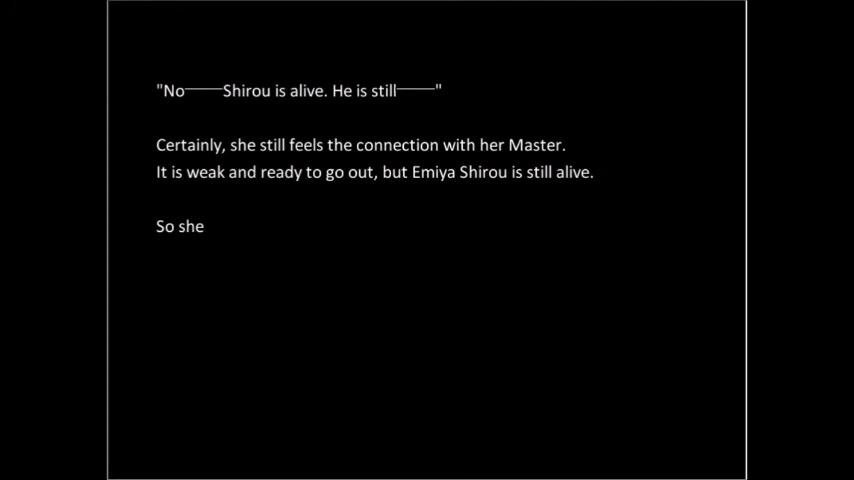 "No――Shirou is alive. He is still――"
Certainly, she still feels the connection with her Master.
It is weak and ready to go out, but Emiya Shirou is still alive.
So she